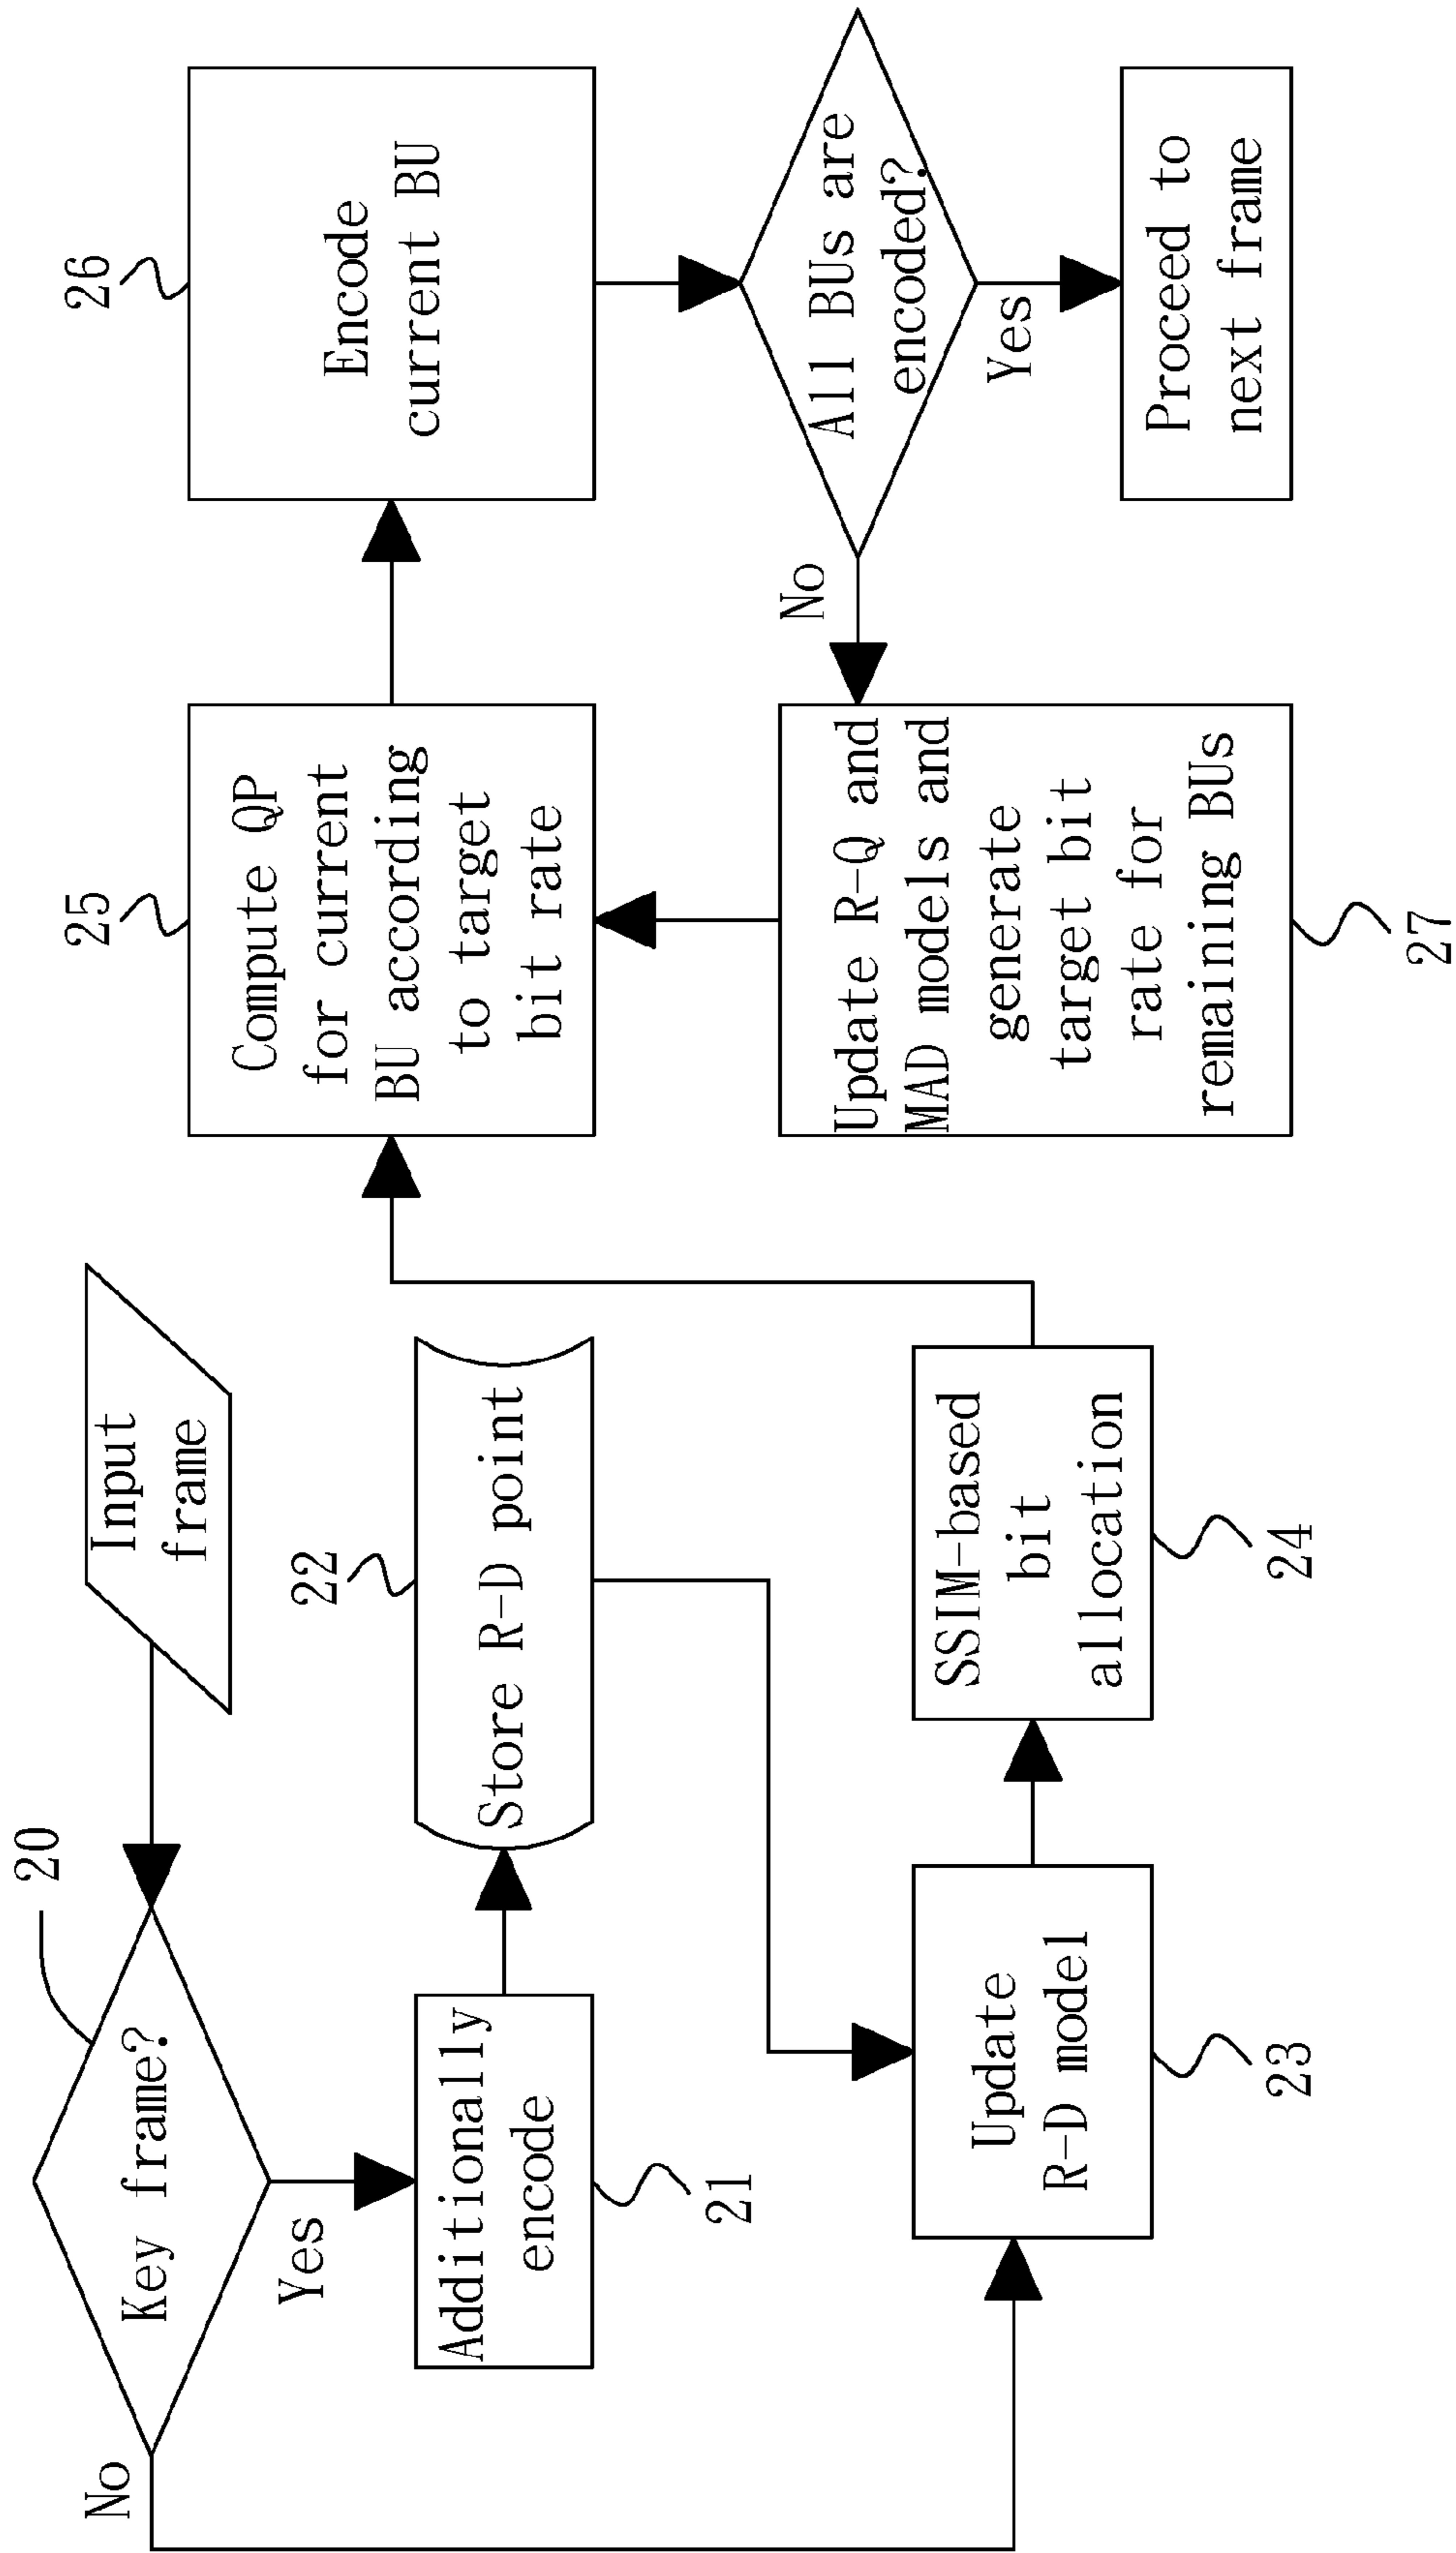 Input
frame
20
Key frame?
No
Yes
Additionally
encode
21
22
Store R-D point
Update
R-D model
23
SSIM-based
bit
allocation
24
25
Compute QP
for current
BU according
to target
bit rate
26
Encode
current BU
All BUs are
encoded?
No
Yes
Update R-Q and
MAD models and
generate
target bit
rate for
remaining BUs
27
Proceed to
next frame